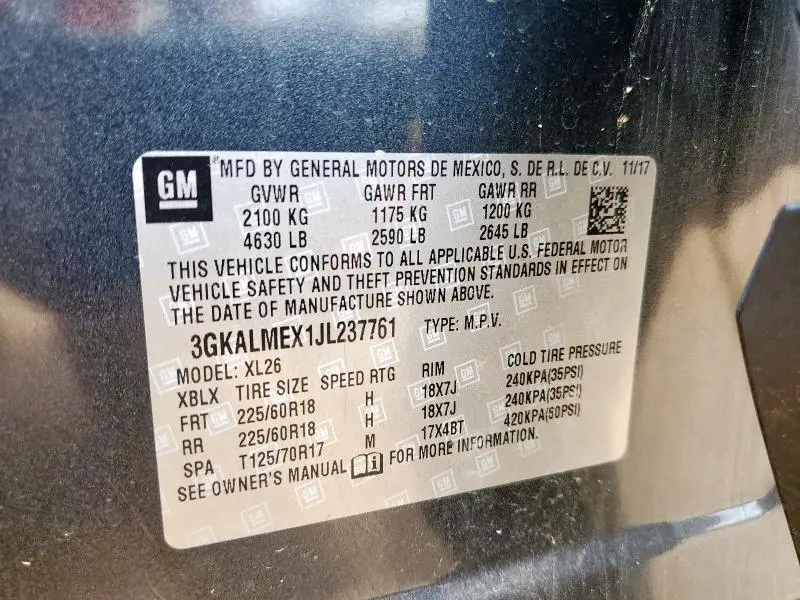 GM
® MFD BY GENERAL MOTORS DE MEXICO, S. DE R.L. DE C.V. 11/17
GVWR GAWR FRT GAWR RR
2100 KG 1175 KG 1200 KG
4630 LB 2590 LB 2645 LB
THIS VEHICLE CONFORMS TO ALL APPLICABLE U.S. FEDERAL MOTOR
VEHICLE SAFETY AND THEFT PREVENTION STANDARDS IN EFFECT ON
THE DATE OF MANUFACTURE SHOWN ABOVE.
3GKALMEX1JL237761 TYPE: M.P.V.
MODEL: XL26
XBLX TIRE SIZE SPEED RTG RIM COLD TIRE PRESSURE
FRT 225/60R18 H 18X7J 240KPA(35PSI)
RR 225/60R18 H 18X7J 240KPA(35PSI)
SPA T125/70R17 M 17X4BT 420KPA(50PSI)
SEE OWNER'S MANUAL i FOR MORE INFORMATION.